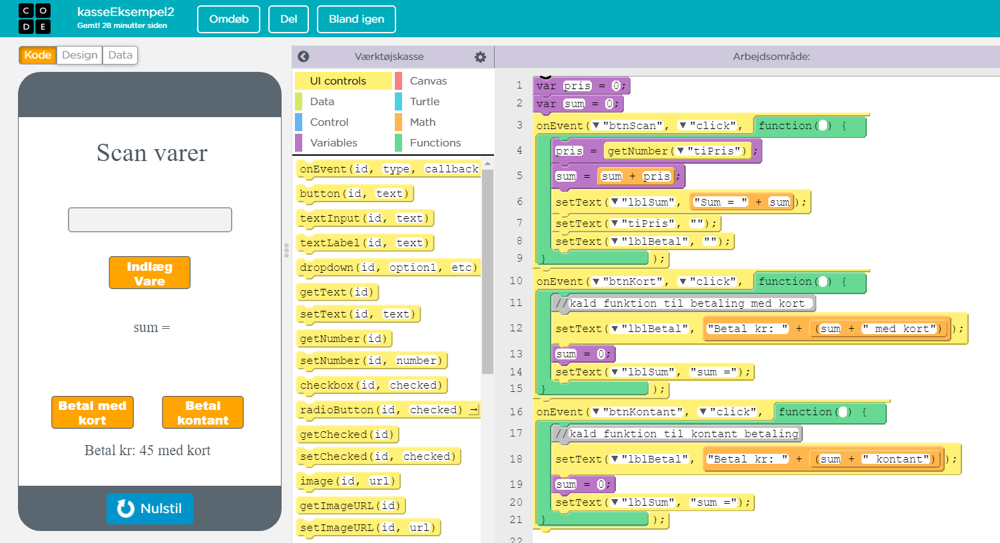 CODE
kasseEksempel2
Gemt! 28 minutter siden
Omdøb
Del
Bland igen
Kode
Design
Data
Scan varer
Indlæg
Vare
sum =
Betal med
kort
Betal
kontant
Betal kr: 45 med kort
Nulstil
Værktøjskasse
UI controls
Canvas
Data
Turtle
Control
Math
Variables
Functions
onEvent(id, type, callback
button(id, text)
textInput(id, text)
textLabel(id, text)
dropdown(id, option1, etc)
getText(id)
setText(id, text)
getNumber(id)
setNumber(id, number)
checkbox(id, checked)
radioButton(id, checked) →
getChecked(id)
setChecked(id, checked)
image(id, url)
getImageURL(id)
setImageURL(id, url)
Arbejdsområde:
1 var pris = 0;
2 var sum = 0;
3 onEvent(▼"btnScan", ▼"click", function( ) {
4 pris = getNumber(▼"tiPris");
5 sum = sum + pris;
6 setText(▼"lblSum", "Sum = " + sum);
7 setText(▼"tiPris", "");
8 setText(▼"lblBetal", "");
9 } );
10 onEvent(▼"btnKort", ▼"click", function( ) {
11 //kald funktion til betaling med kort
12 setText(▼"lblBetal", "Betal kr: " + (sum + " med kort"));
13 sum = 0;
14 setText(▼"lblSum", "sum =");
15 } );
16 onEvent(▼"btnKontant", ▼"click", function( ) {
17 //kald funktion til kontant betaling
18 setText(▼"lblBetal", "Betal kr: " + (sum + " kontant"));
19 sum = 0;
20 setText(▼"lblSum", "sum =");
21 } );
22